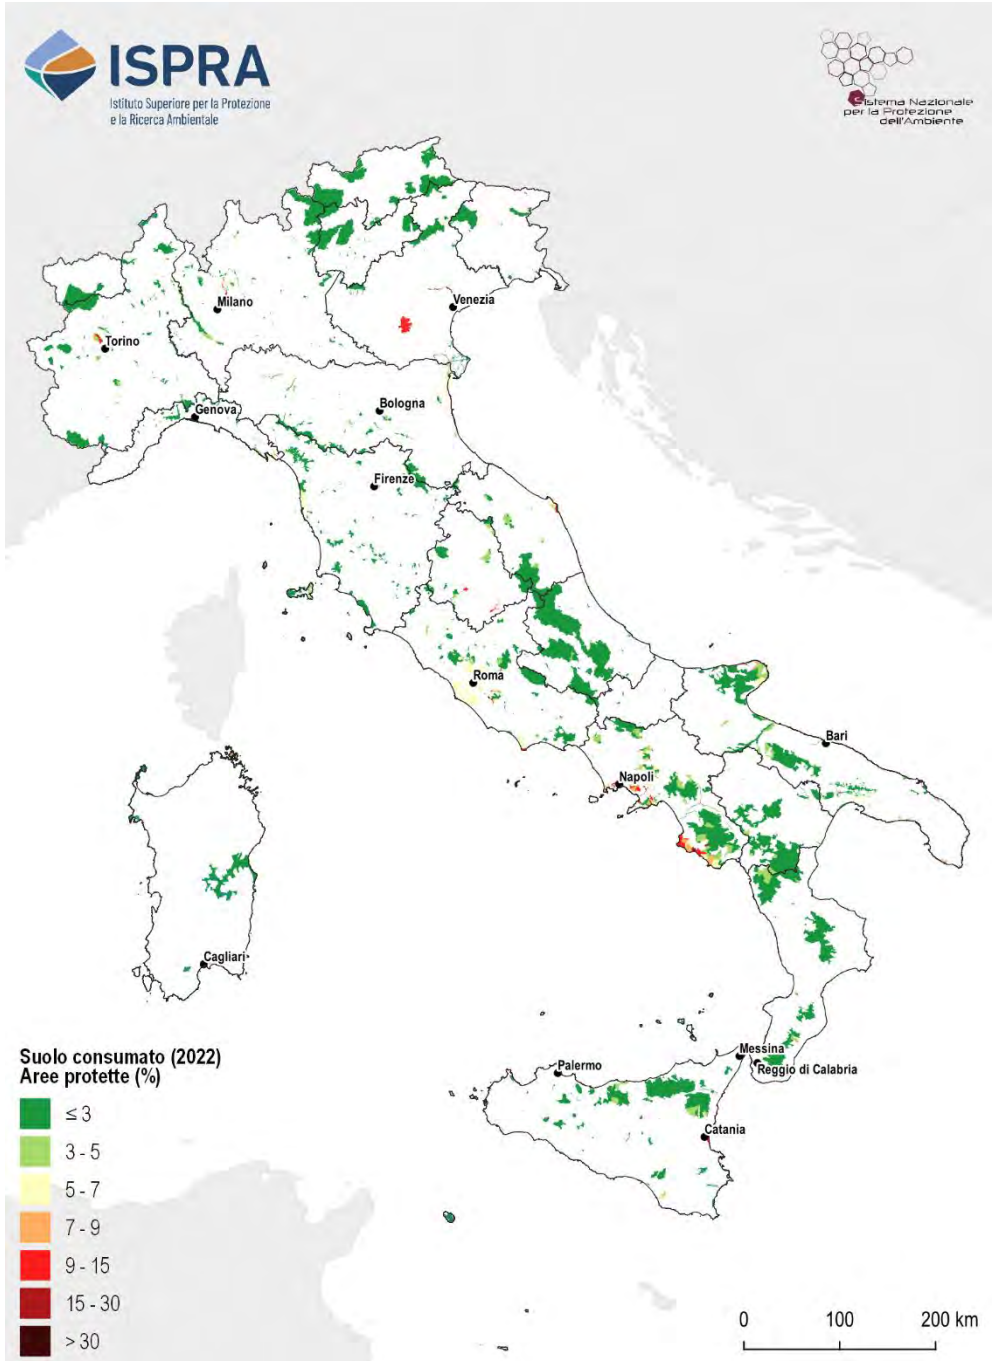 ISPRA
Istituto Superiore per la Protezione
e la Ricerca Ambientale
Sistema Nazionale
per la Protezione
dell'Ambiente
Milano
Venezia
Torino
Genova
Bologna
Firenze
Roma
Bari
Napoli
Cagliari
Messina
Palermo
Reggio di Calabria
Catania
Suolo consumato (2022)
Aree protette (%)
≤ 3
3 - 5
5 - 7
7 - 9
9 - 15
15 - 30
> 30
0 100 200 km